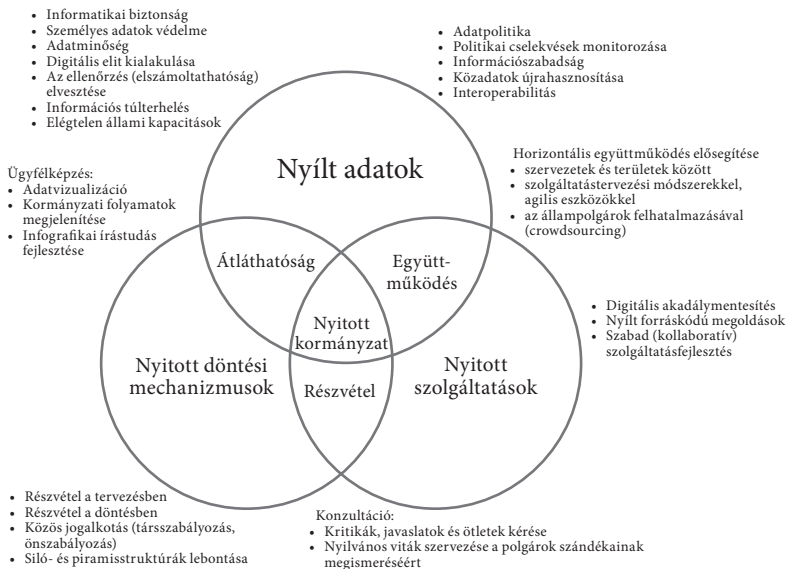 • Informatikai biztonság
• Személyes adatok védelme
• Adatminőség
• Digitális elit kialakulása
• Az ellenőrzés (elszámoltathatóság)
elvesztése
• Információs túlterhelés
• Elégtelen állami kapacitások
• Adatpolitika
• Politikai cselekvések monitorozása
• Információszabadság
• Közadatok újrahasznosítása
• Interoperabilitás
Nyílt adatok
Ügyfélképzés:
• Adatvizualizáció
• Kormányzati folyamatok
megjelenítése
• Infografikai írástudás
fejlesztése
Horizontális együttműködés elősegítése
• szervezetek és területek között
• szolgáltatástervezési módszerekkel,
agilis eszközökkel
• az állampolgárok felhatalmazásával
(crowdsourcing)
Átláthatóság
Együtt-
működés
Nyitott
kormányzat
• Digitális akadálymentesítés
• Nyílt forráskódú megoldások
• Szabad (kollaboratív)
szolgáltatásfejlesztés
Nyitott döntési
mechanizmusok
Részvétel
Nyitott
szolgáltatások
• Részvétel a tervezésben
• Részvétel a döntésben
• Közös jogalkotás (társszabályozás,
önszabályozás)
• Siló- és piramisstruktúrák lebontása
Konzultáció:
• Kritikák, javaslatok és ötletek kérése
• Nyilvános viták szervezése a polgárok szándékainak
megismeréséért